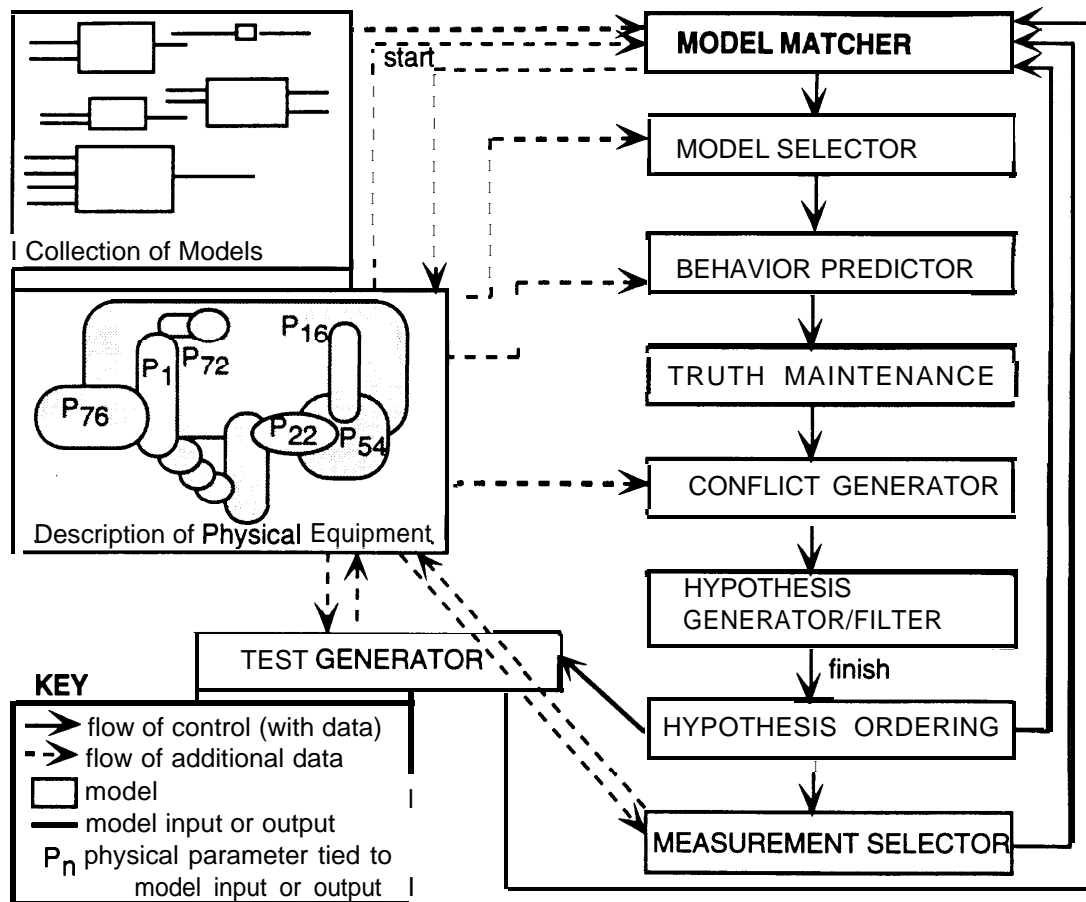 MODEL MATCHER
start
MODEL SELECTOR
Collection of Models
BEHAVIOR PREDICTOR
P16
P1
P72
TRUTH MAINTENANCE
P76
P22
P54
CONFLICT GENERATOR
Description of Physical Equipment
HYPOTHESIS
GENERATOR/FILTER
TEST GENERATOR
finish
KEY
HYPOTHESIS ORDERING
flow of control (with data)
flow of additional data
model
model input or output
MEASUREMENT SELECTOR
Pn physical parameter tied to
model input or output